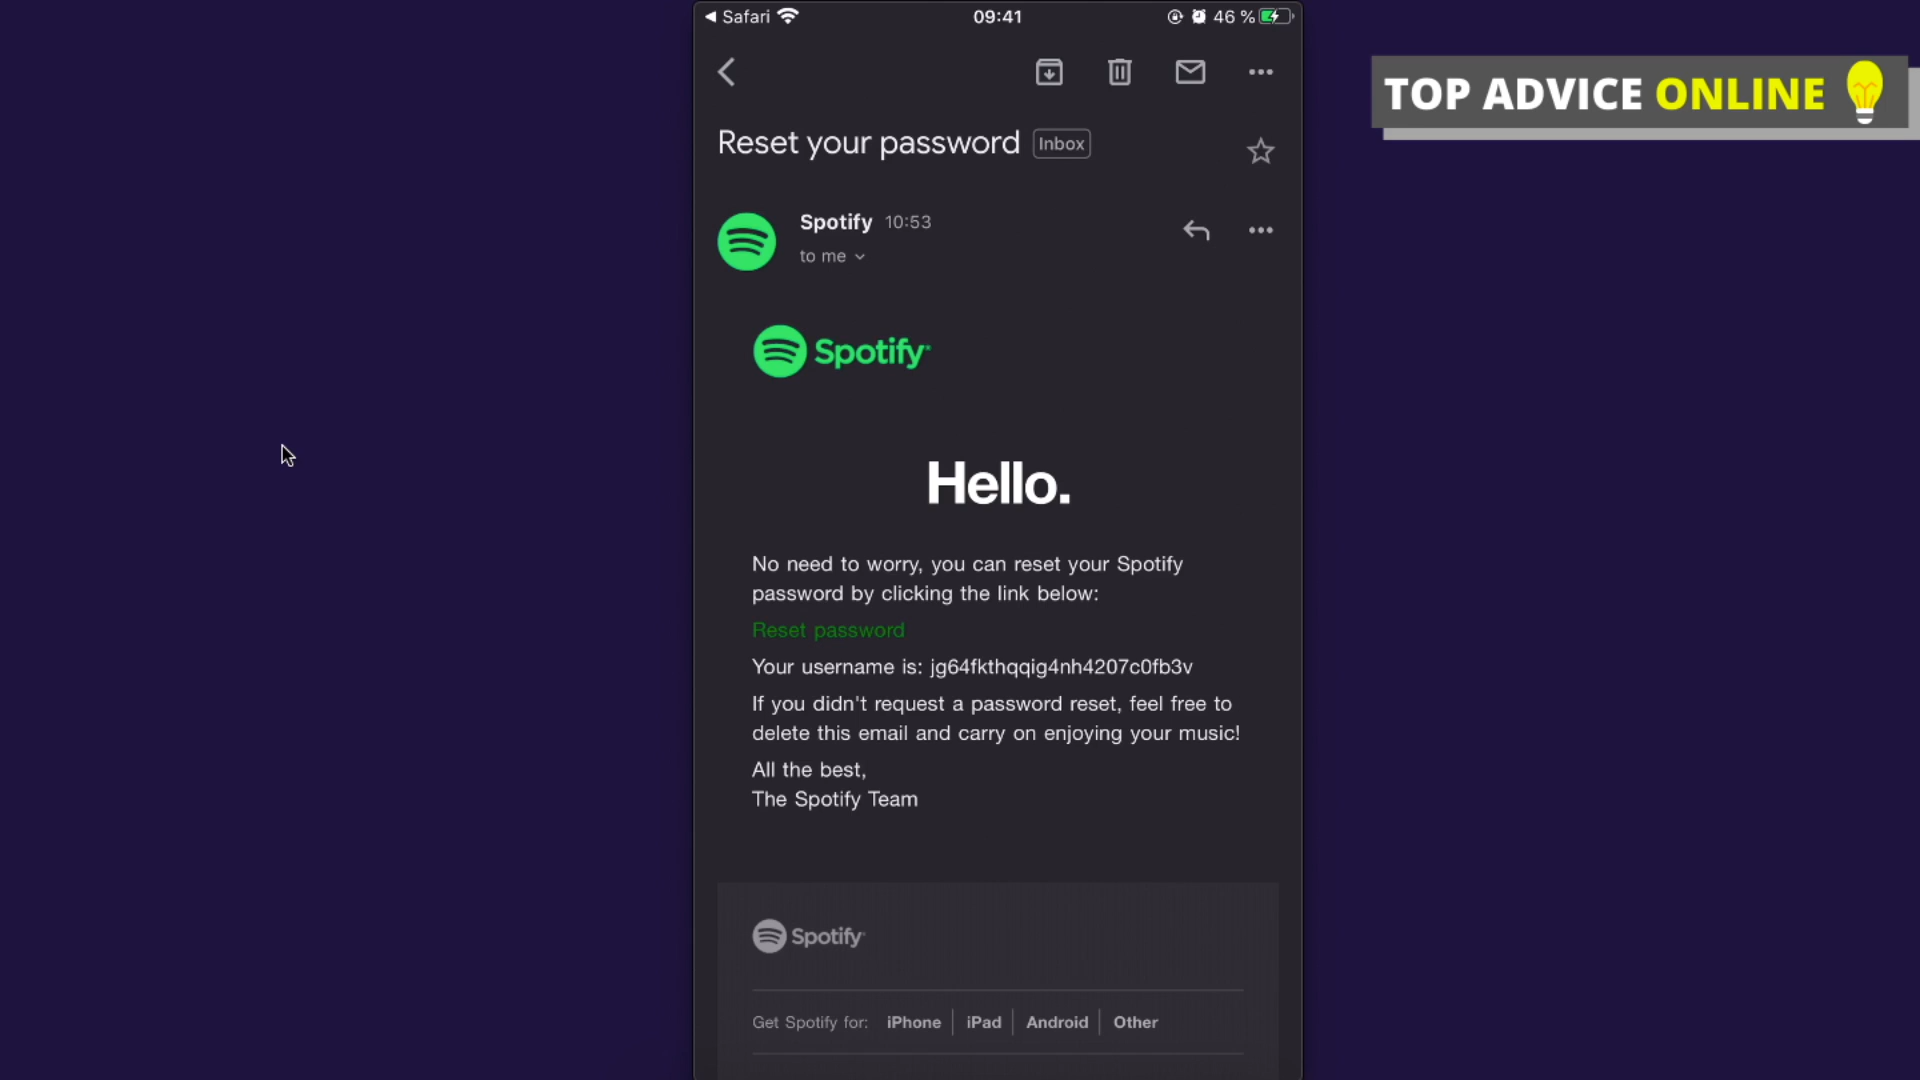 Safari 09:41 46 %
TOP ADVICE ONLINE
Reset your password Inbox
Spotify 10:53
to me
Spotify
Hello.
No need to worry, you can reset your Spotify
password by clicking the link below:
Reset password
Your username is: jg64fkthqqig4nh4207c0fb3v
If you didn't request a password reset, feel free to
delete this email and carry on enjoying your music!
All the best,
The Spotify Team
Spotify
Get Spotify for: iPhone iPad Android Other